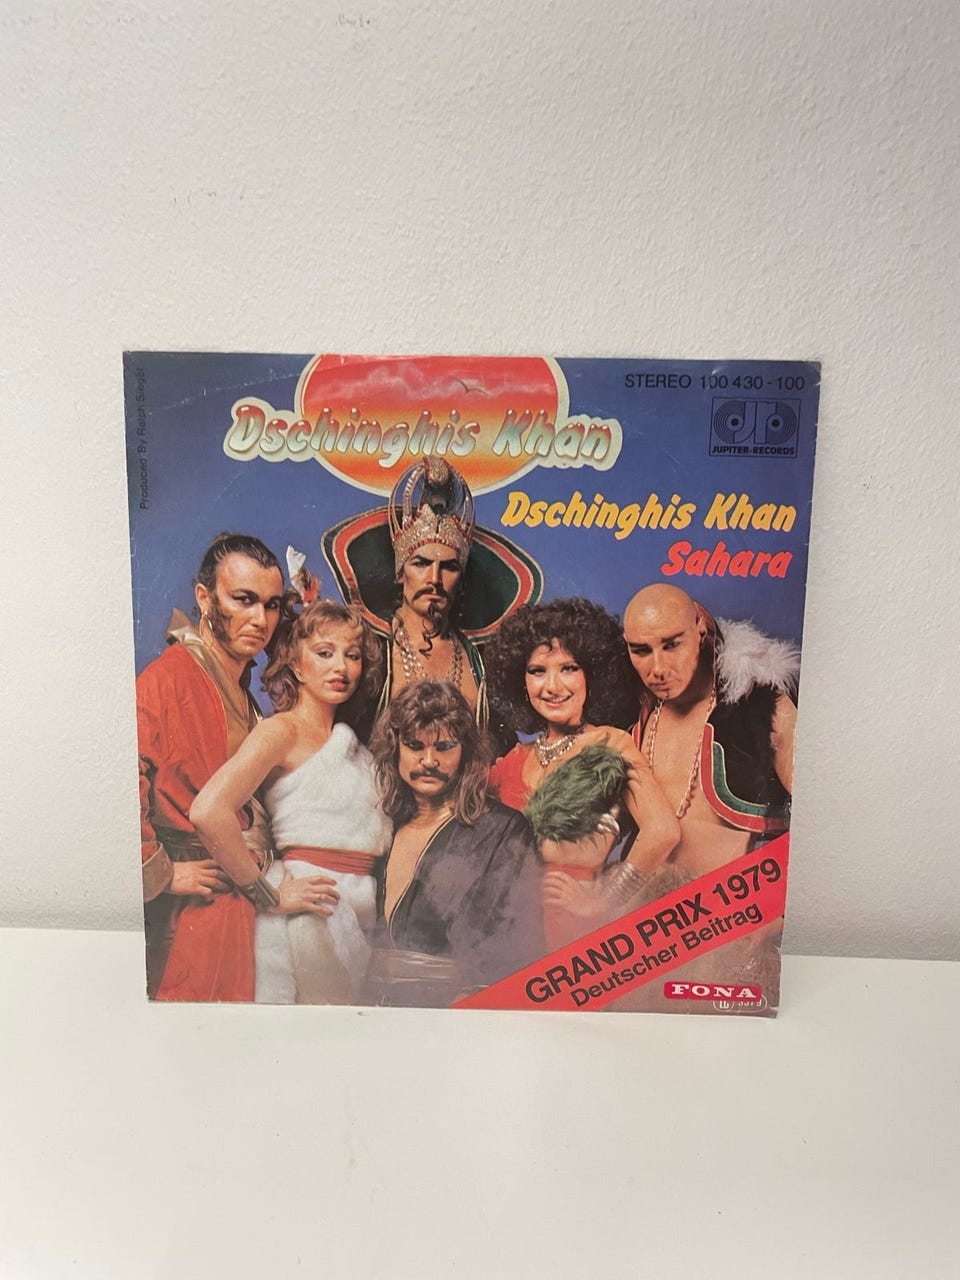 Produced By Ralph Siegel
STEREO 100 430-100
JUPITER-RECORDS
Dschinghis Khan
Dschinghis Khan
Sahara
GRAND PRIX 1979
Deutscher Beitrag
FONA